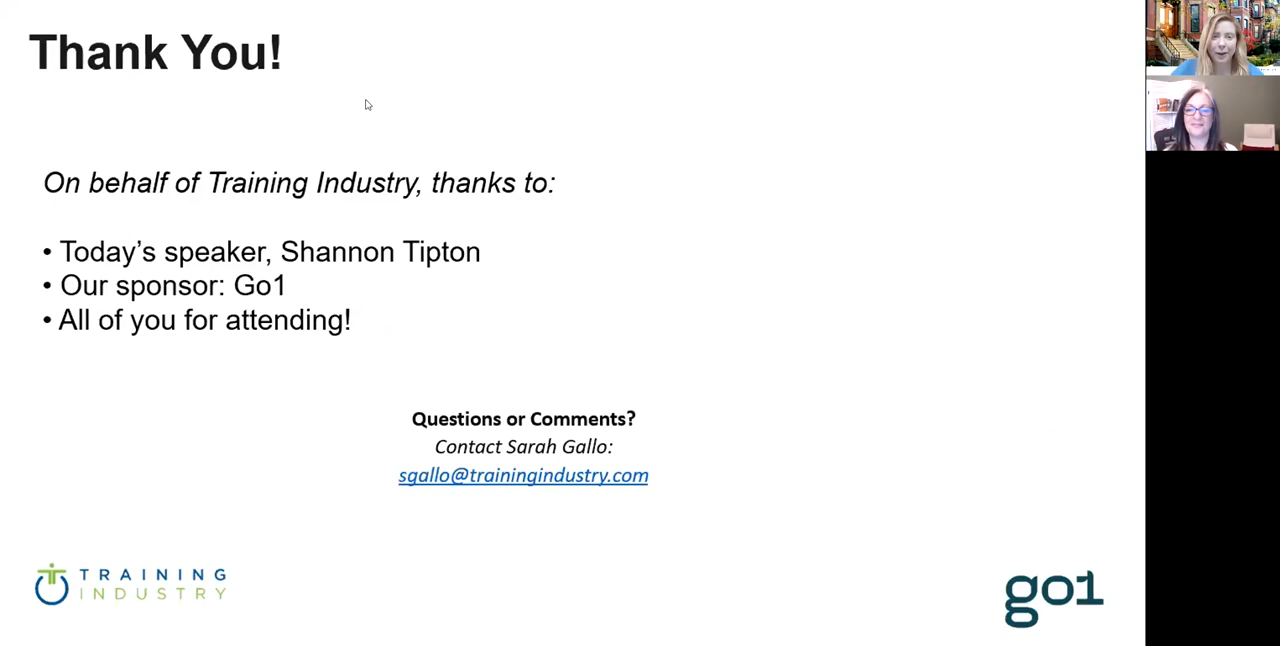 Thank You!
On behalf of Training Industry, thanks to:
• Today’s speaker, Shannon Tipton
• Our sponsor: Go1
• All of you for attending!
Questions or Comments?
Contact Sarah Gallo:
sgallo@trainingindustry.com
TRAINING
INDUSTRY
go1